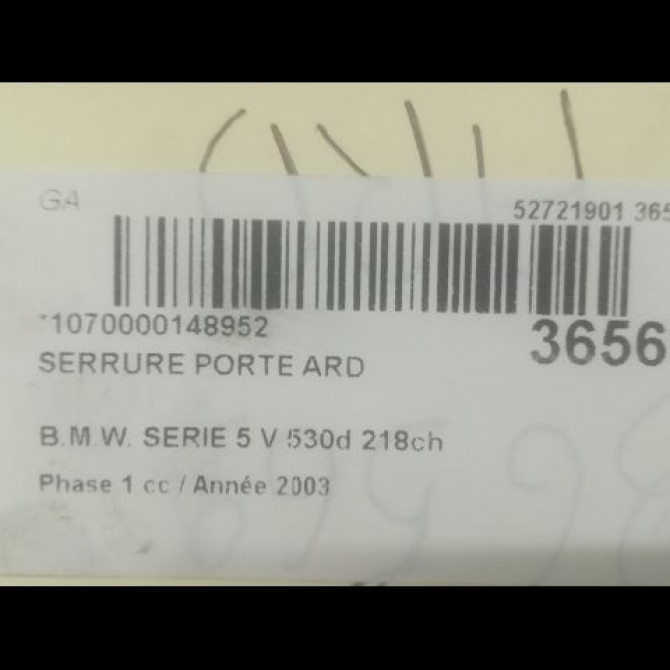 GA
52721901 365
*1070000148952
3656
SERRURE PORTE ARD
B.M.W. SERIE 5 V 530d 218ch
Phase 1 cc / Année 2003